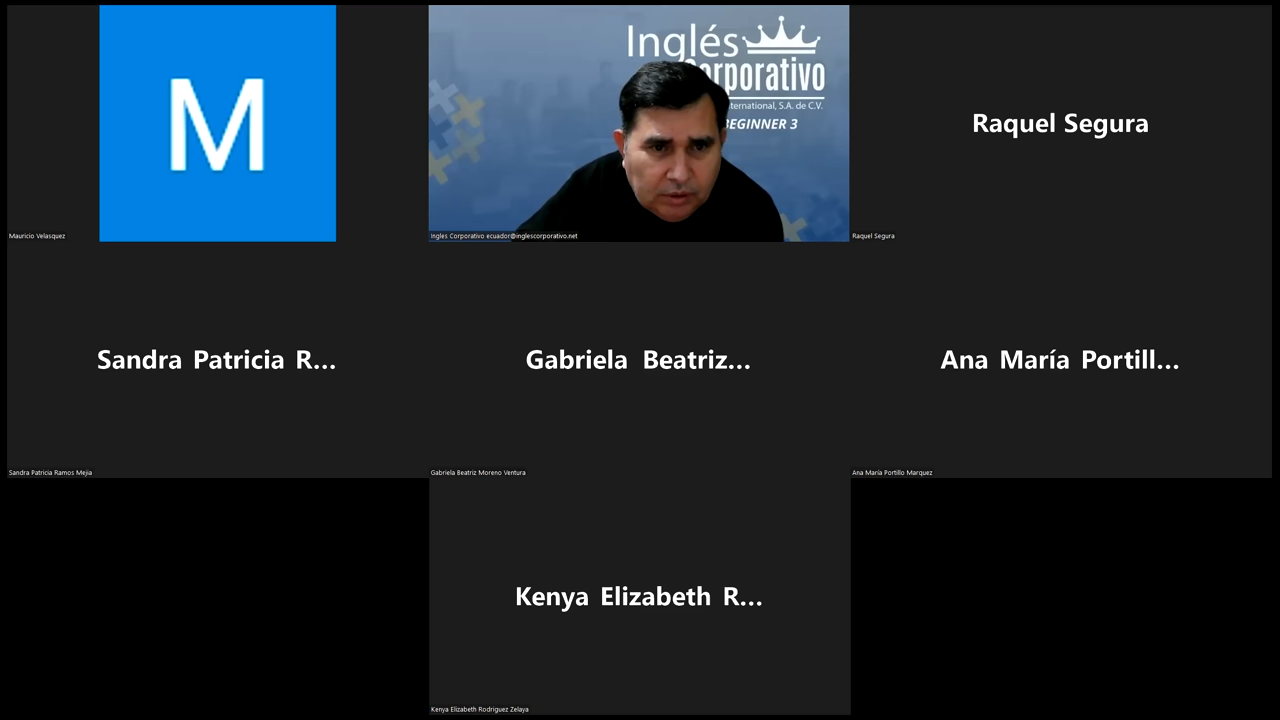 M
Mauricio Velasquez
Inglés
Corporativo
ternational, S.A. de C.V.
BEGINNER 3
Ingles Corporativo ecuador@inglescorporativo.net
Raquel Segura
Raquel Segura
Sandra Patricia R...
Sandra Patricia Ramos Mejia
Gabriela Beatriz...
Gabriela Beatriz Moreno Ventura
Ana María Portill...
Ana María Portillo Marquez
Kenya Elizabeth R...
Kenya Elizabeth Rodriguez Zelaya